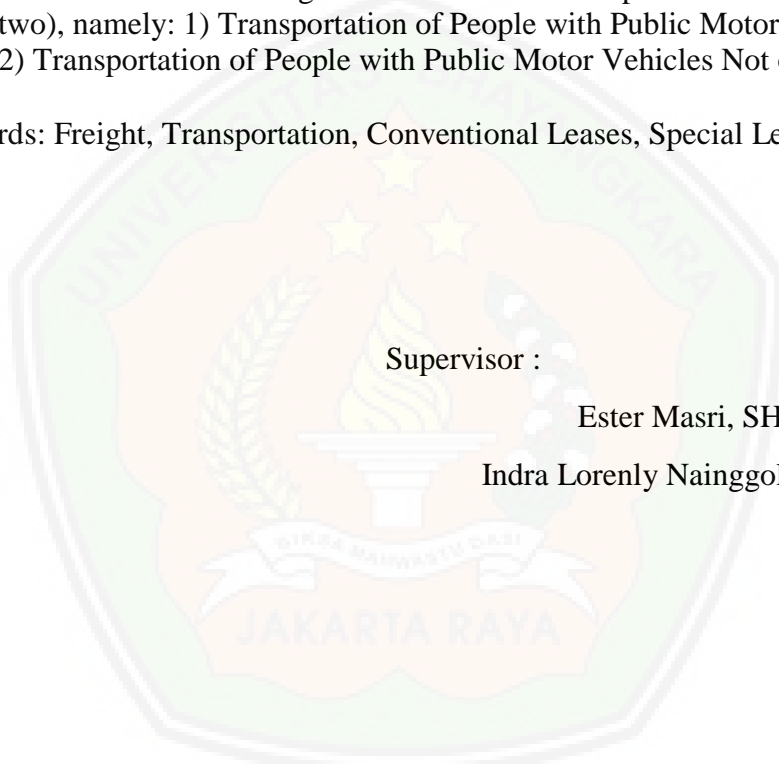 two), namely: 1) Transportation of People with Public Motor
2) Transportation of People with Public Motor Vehicles Not
rds: Freight, Transportation, Conventional Leases, Special Le
UNIVERSITAS BHAYANGKARA
Supervisor :
Ester Masri, SH
Indra Lorenly Nainggol
JAKARTA RAYA